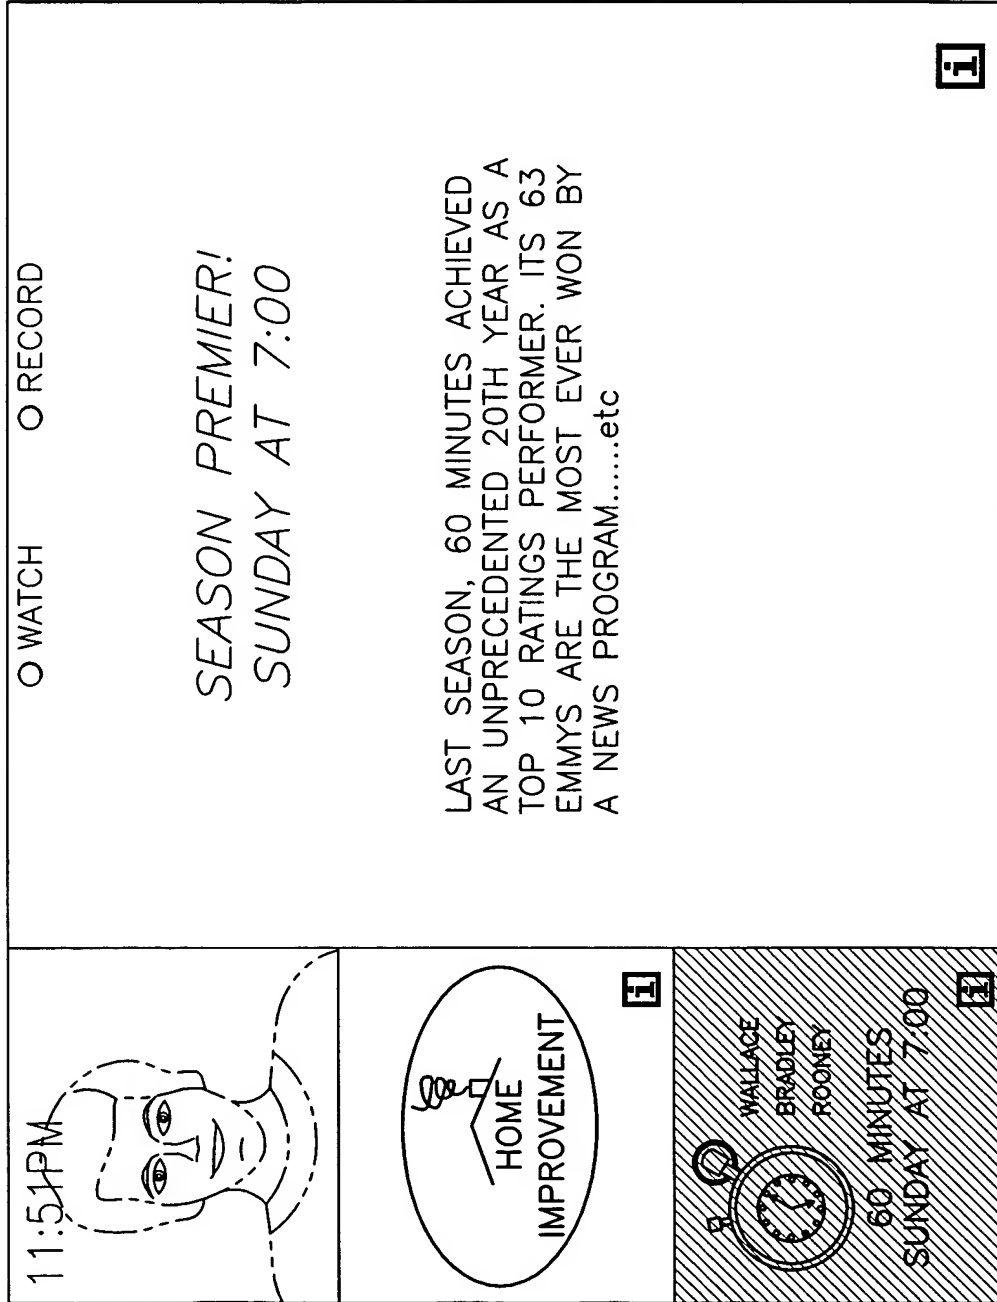 11:51PM
HOME
IMPROVEMENT
i
WALLACE
BRADLEY
ROONEY
60 MINUTES
SUNDAY AT 7:00
i
O WATCH
O RECORD
SEASON PREMIER!
SUNDAY AT 7:00
LAST SEASON, 60 MINUTES ACHIEVED
AN UNPRECEDENTED 20TH YEAR AS A
TOP 10 RATINGS PERFORMER. ITS 63
EMMYS ARE THE MOST EVER WON BY
A NEWS PROGRAM......etc
i